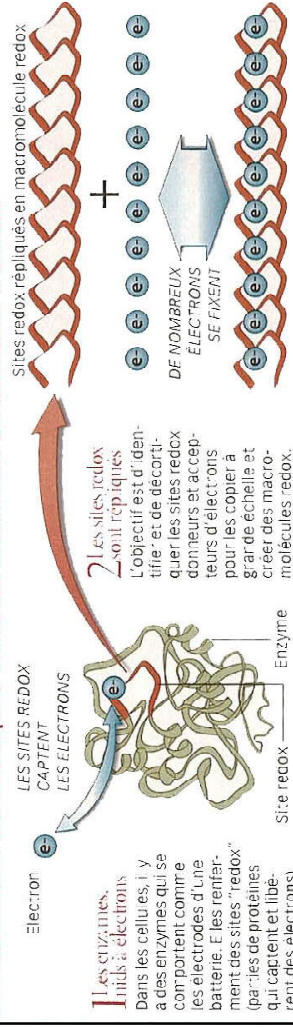 1 Les enzymes,
nids à électrons
Dans les cellules, il y
a des enzymes qui se
comportent comme
les électrodes d'une
batterie. Elles renfer-
ment des sites "redox"
(parties de protéines
qui captent et libè-
rent des électrons)
Electron
e-
LES SITES REDOX
CAPTENT
LES ELECTRONS
e-
Site redox
Enzyme
2 Les sites redox
sont répliqués
L'objectif est d'iden-
tifier et de décorti-
quer les sites redox
donneurs et accep-
teurs d'électrons
pour les copier à
grande échelle et
créer des macro-
molécules redox.
Sites redox répliqués en macromolécule redox
+
e- e- e- e- e- e- e- e- e-
DE NOMBREUX
ÉLECTRONS
SE FIXENT
e- e- e- e- e- e- e- e- e-